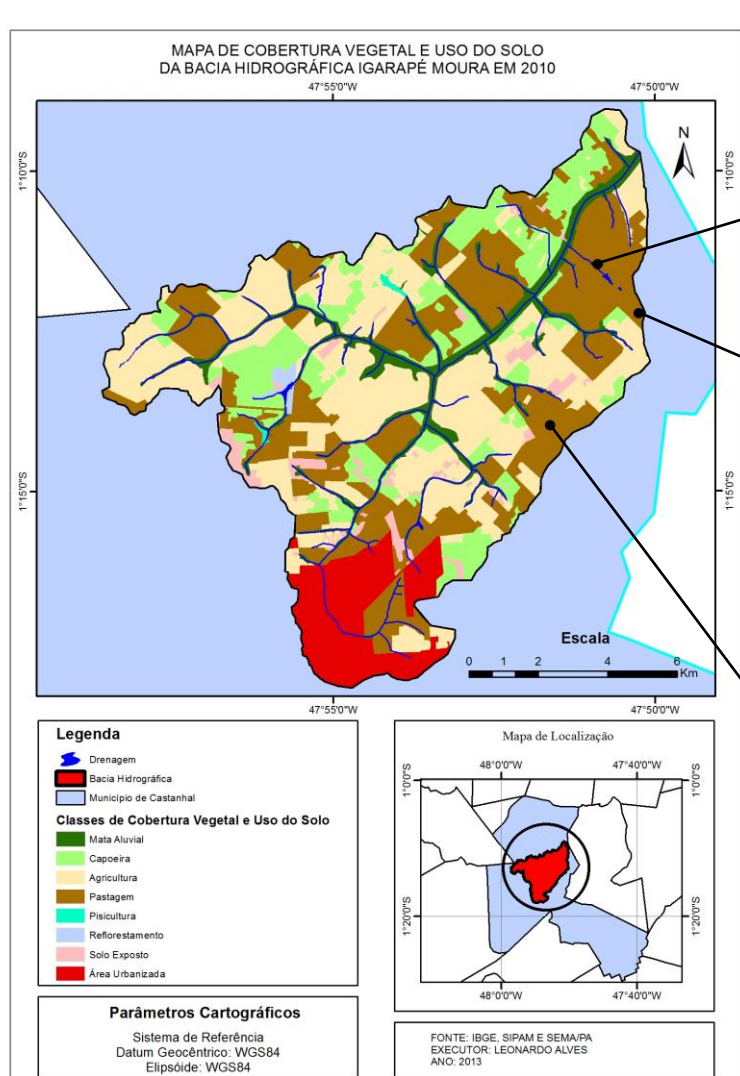 MAPA DE COBERTURA VEGETAL E USO DO SOLO
DA BACIA HIDROGRÁFICA IGARAPÉ MOURA EM 2010
47°55'0"W
47°50'0"W
1°10'0"S
1°10'0"S
N
1°15'0"S
1°15'0"S
Escala
0 1 2 4 6
Km
47°55'0"W
47°50'0"W
Legenda
Drenagem
Bacia Hidrográfica
Município de Castanhal
Classes de Cobertura Vegetal e Uso do Solo
Mata Aluvial
Capoeira
Agricultura
Pastagem
Pisicultura
Reflorestamento
Solo Exposto
Área Urbanizada
Mapa de Localização
48°0'0"W
47°40'0"W
1°0'0"S
1°0'0"S
1°20'0"S
1°20'0"S
48°0'0"W
47°40'0"W
Parâmetros Cartográficos
Sistema de Referência
Datum Geocêntrico: WGS84
Elipsóide: WGS84
FONTE: IBGE, SIPAM E SEMA/PA
EXECUTOR: LEONARDO ALVES
ANO: 2013